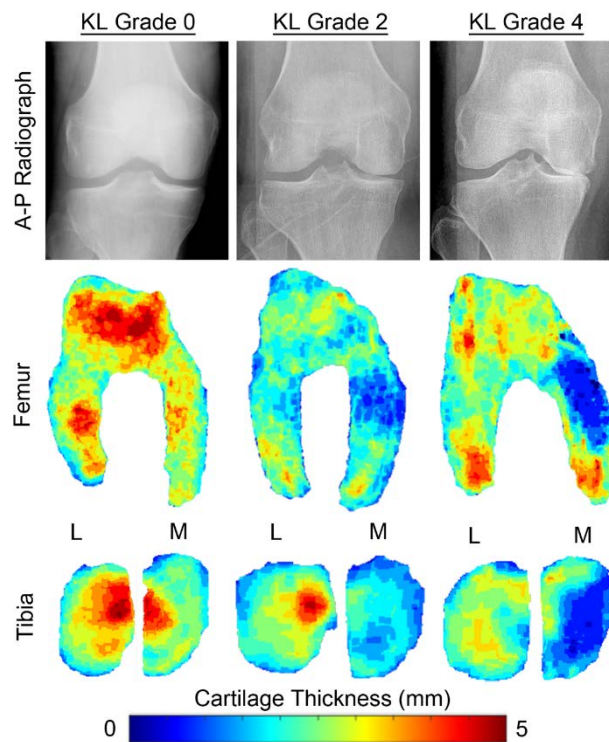 KL Grade 0 KL Grade 2 KL Grade 4
A-P Radiograph
Femur
L M L M L M
Tibia
Cartilage Thickness (mm)
0 5